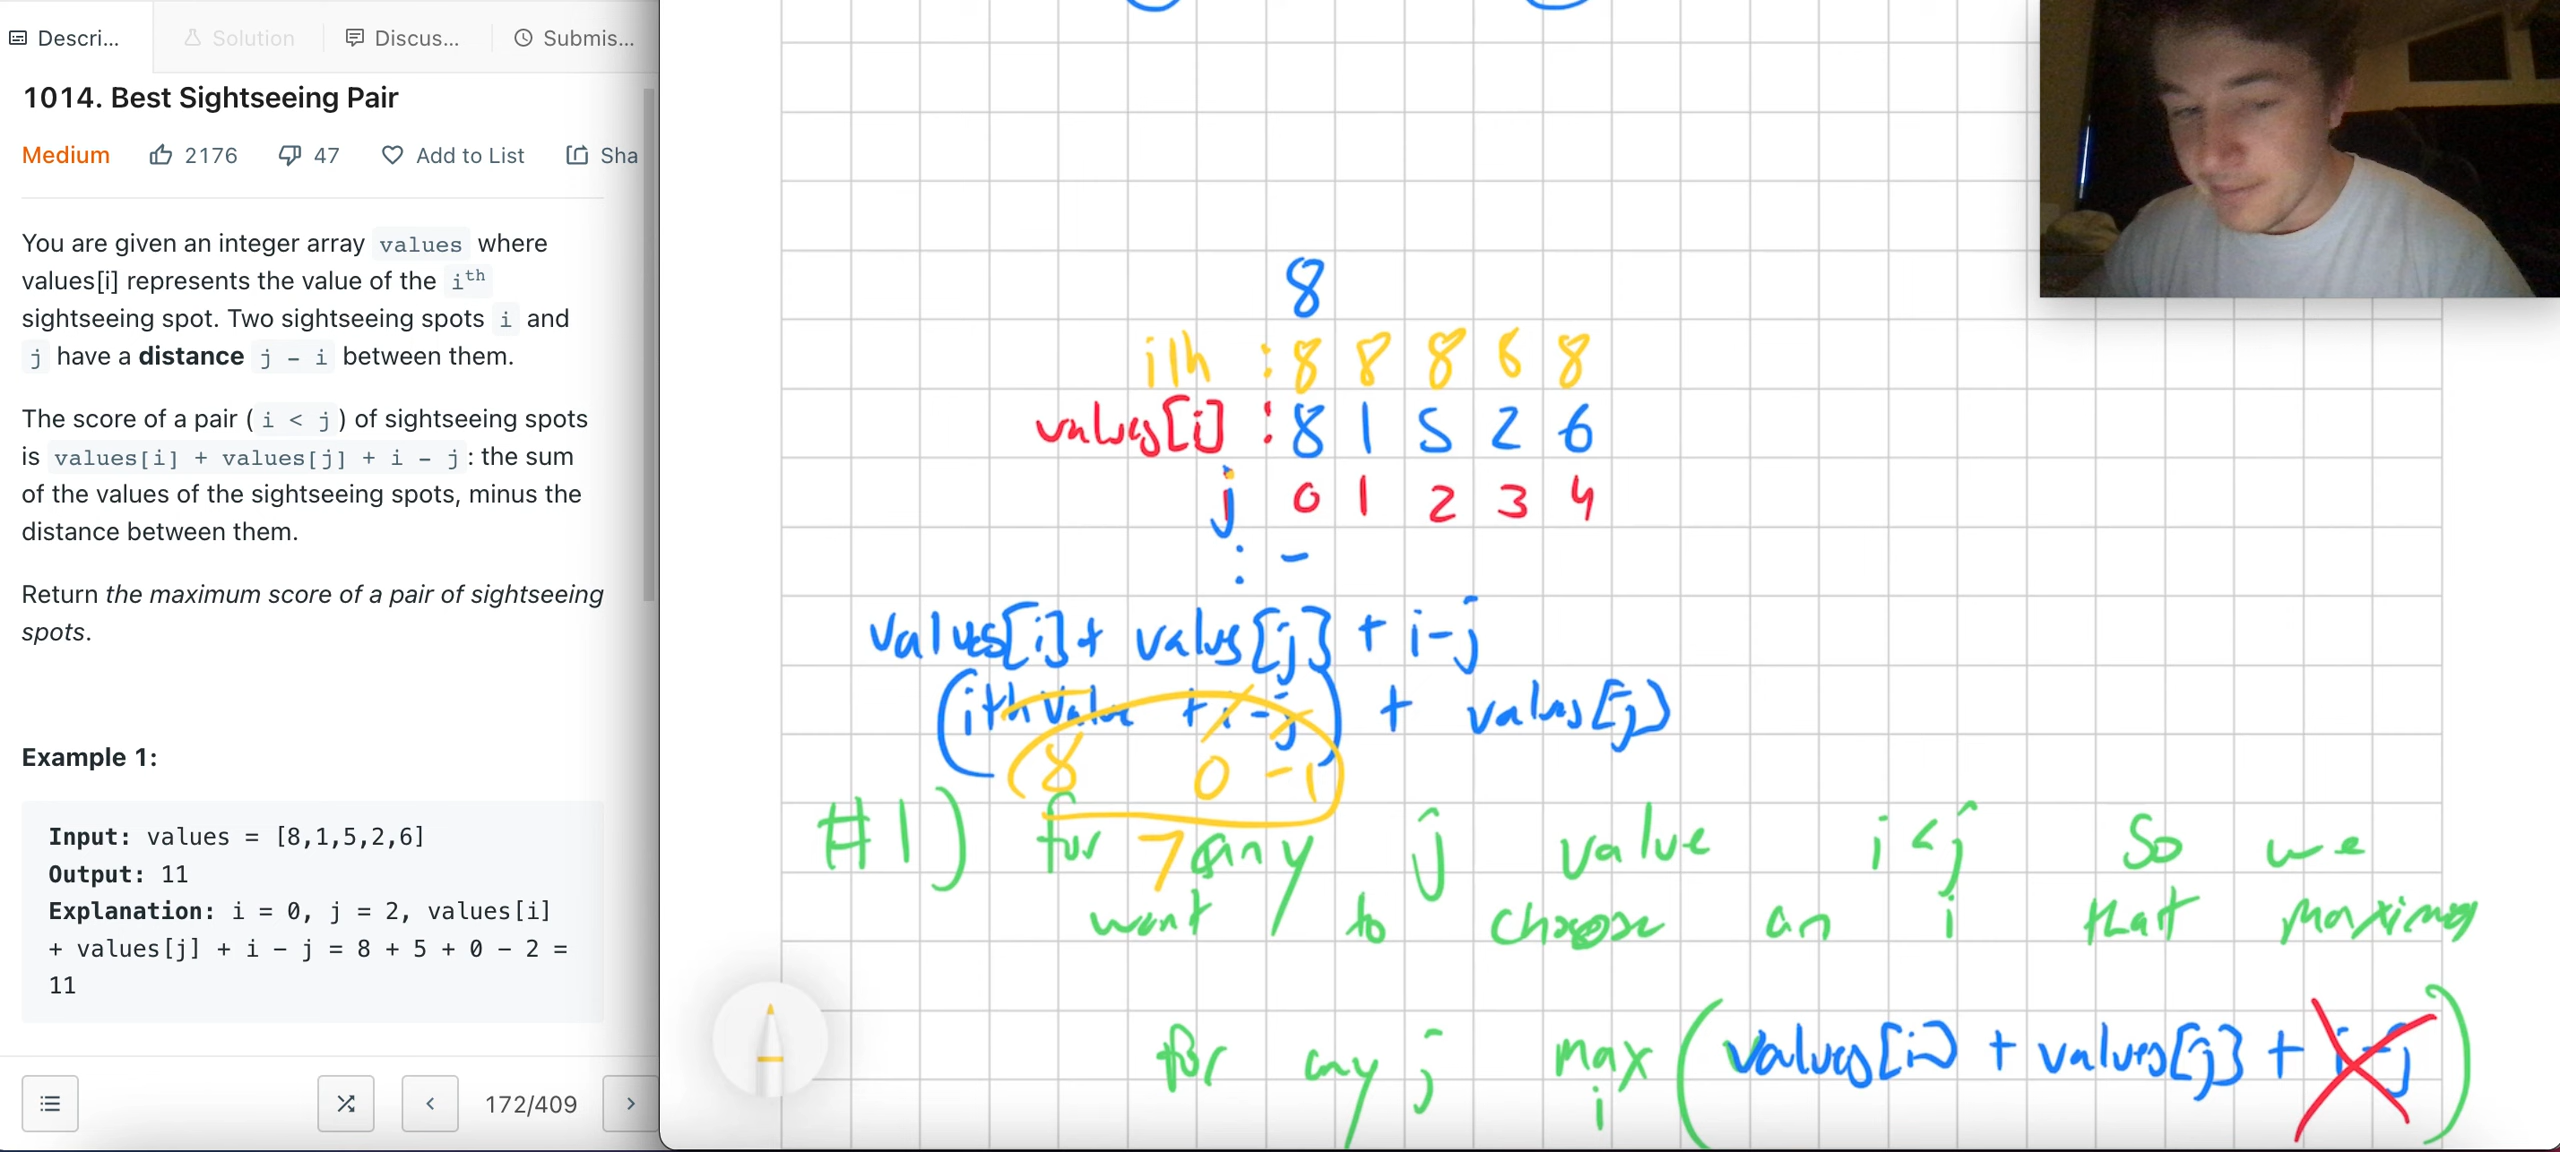 Descri... Solution Discus... Submis...
1014. Best Sightseeing Pair
Medium 2176 47 Add to List Sha
You are given an integer array values where
values[i] represents the value of the ith
sightseeing spot. Two sightseeing spots i and
j have a distance j - i between them.
The score of a pair ( i < j ) of sightseeing spots
is values[i] + values[j] + i - j : the sum
of the values of the sightseeing spots, minus the
distance between them.
Return the maximum score of a pair of sightseeing
spots.
Example 1:
Input: values = [8,1,5,2,6]
Output: 11
Explanation: i = 0, j = 2, values[i]
+ values[j] + i - j = 8 + 5 + 0 - 2 =
11
172/409
8
ith : 8 8 8 8 8
values[i] : 8 1 5 2 6
j 0 1 2 3 4
: -
values[i] + values[j] + i - j
(ith value + i - j) + values[j]
8 0 -1
7
#1) for any j value i < j so we
want to choose an i that
for any j max i (values[i] + values[j] + i - j)